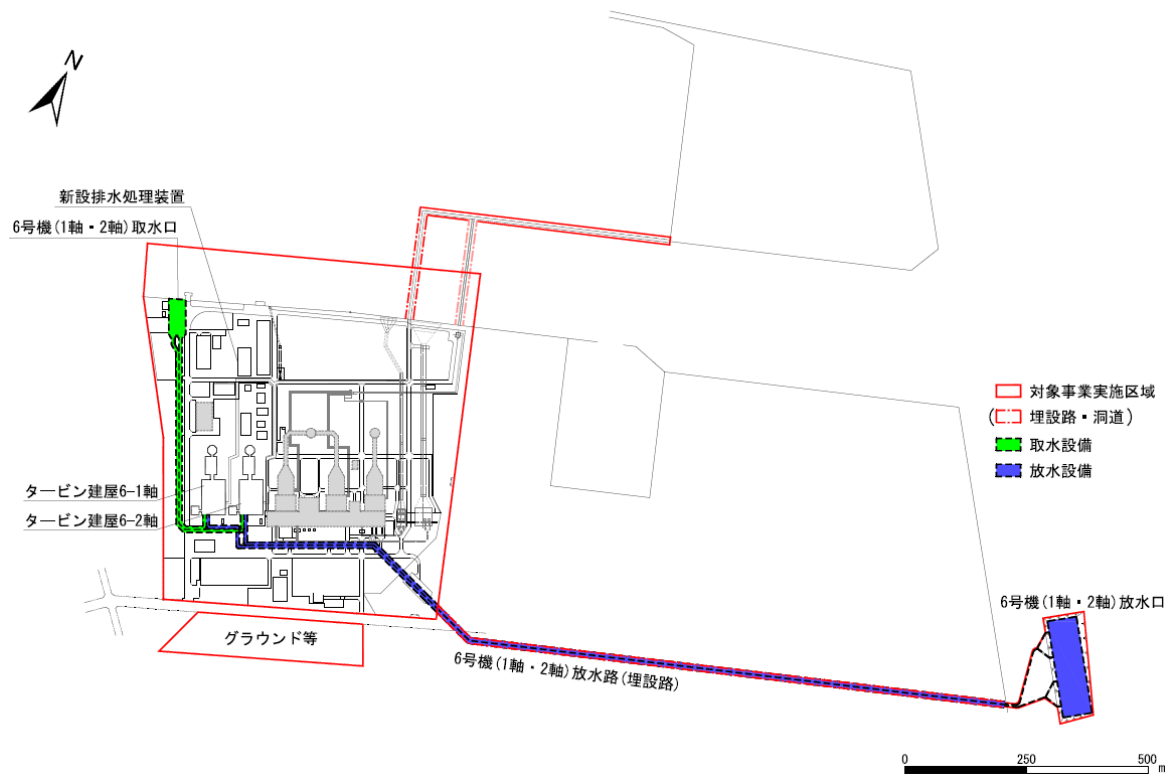 N
新設排水処理装置
6号機(1軸・2軸)取水口
対象事業実施区域
(埋設路・洞道)
取水設備
放水設備
タービン建屋6-1軸
タービン建屋6-2軸
グラウンド等
6号機(1軸・2軸)放水路(埋設路)
6号機(1軸・2軸)放水口
0 250 500 m